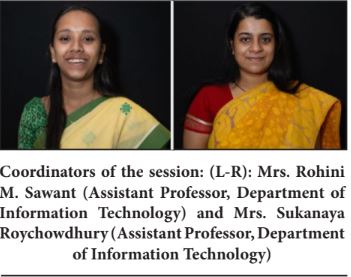 Coordinators of the session: (L-R): Mrs. Rohini
M. Sawant (Assistant Professor, Department of
Information Technology) and Mrs. Sukanaya
Roychowdhury (Assistant Professor, Department
of Information Technology)